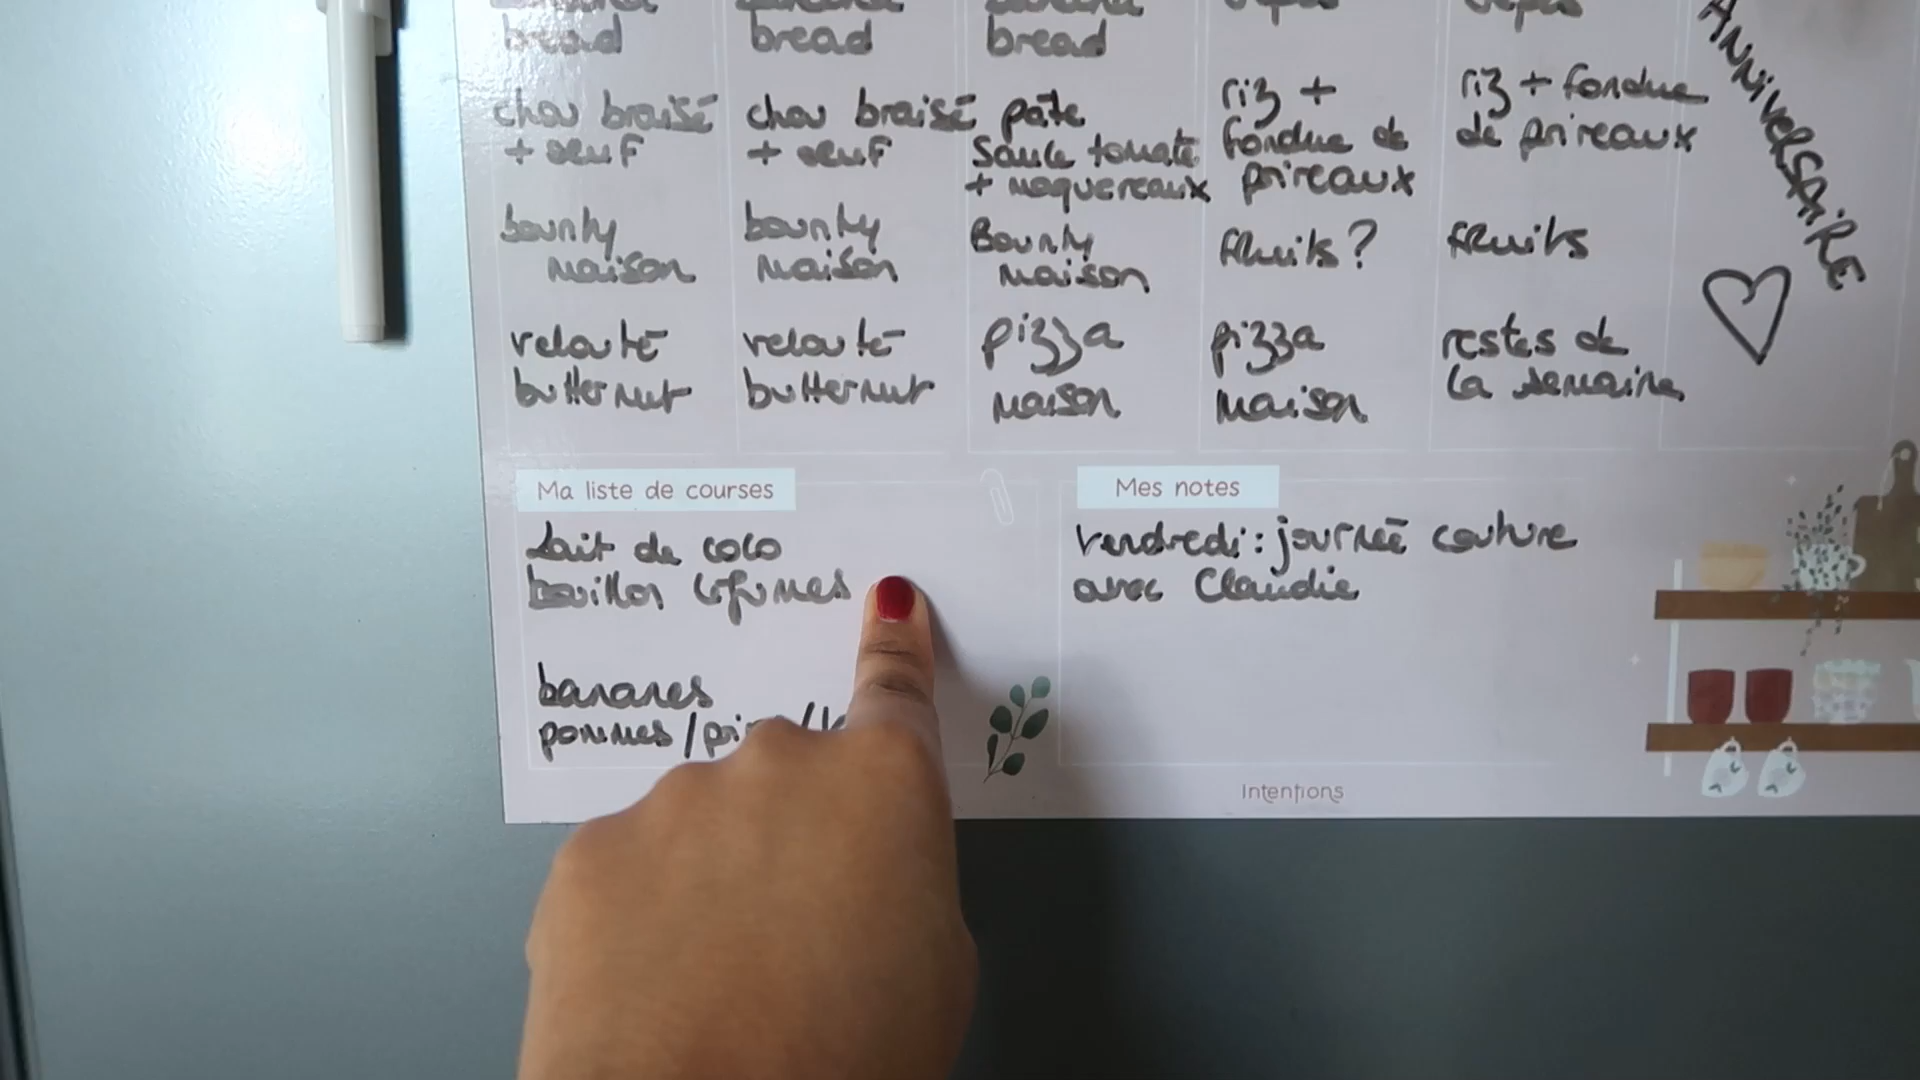 bread
bread
bread
chou braisé
+ oeuf
chou braisé
+ oeuf
pâte
sauce tomate
+ maquereaux
riz +
fondue de
poireaux
riz + fondue
de poireaux
ANNIVERSAIRE
bounty
maison
bounty
maison
Bounty
maison
fruits ?
fruits
velouté
butternut
velouté
butternut
pizza
maison
pizza
maison
restes de
la semaine
Ma liste de courses
Lait de coco
bouillon légumes
bananes
pommes /
Mes notes
vendredi : journée couture
avec Claudie
Intentions